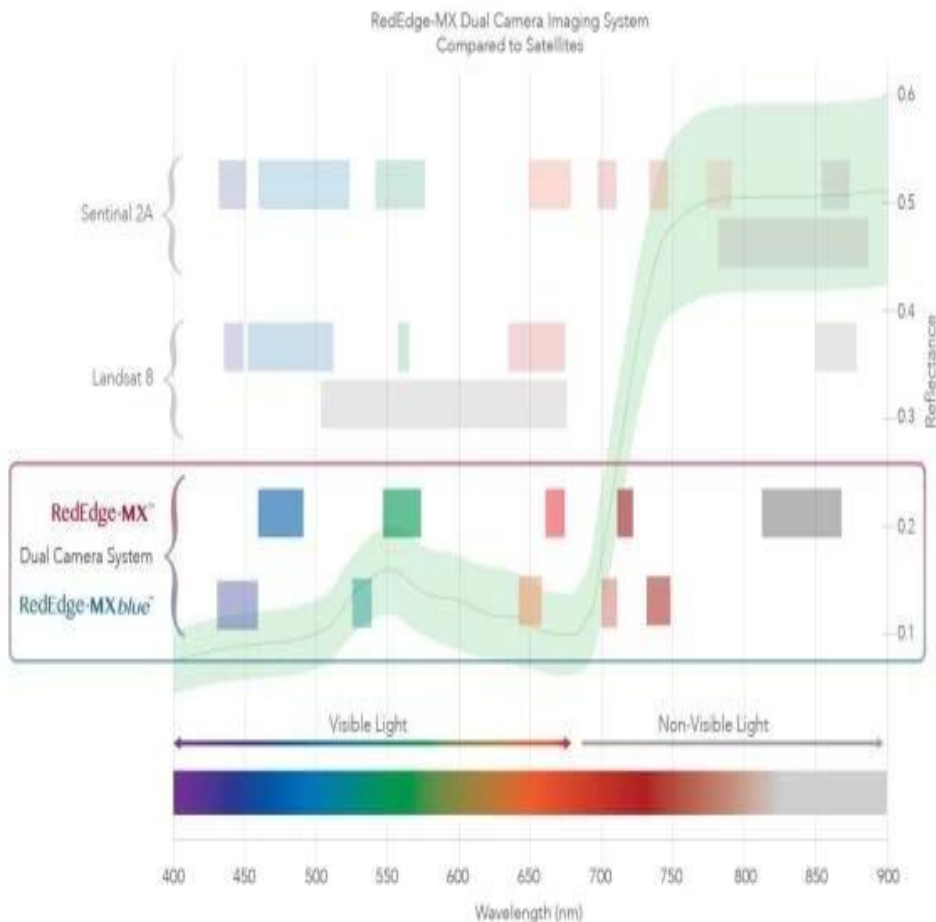 RedEdge-MX Dual Camera Imaging System
Compared to Satellites
0.6
Sentinal 2A
0.5
0.4
Landsat 8
0.3
Reflectance
RedEdge-MX™
0.2
Dual Camera System
RedEdge-MXblue™
0.1
Visible Light
Non-Visible Light
400 450 500 550 600 650 700 750 800 850 900
Wavelength (nm)